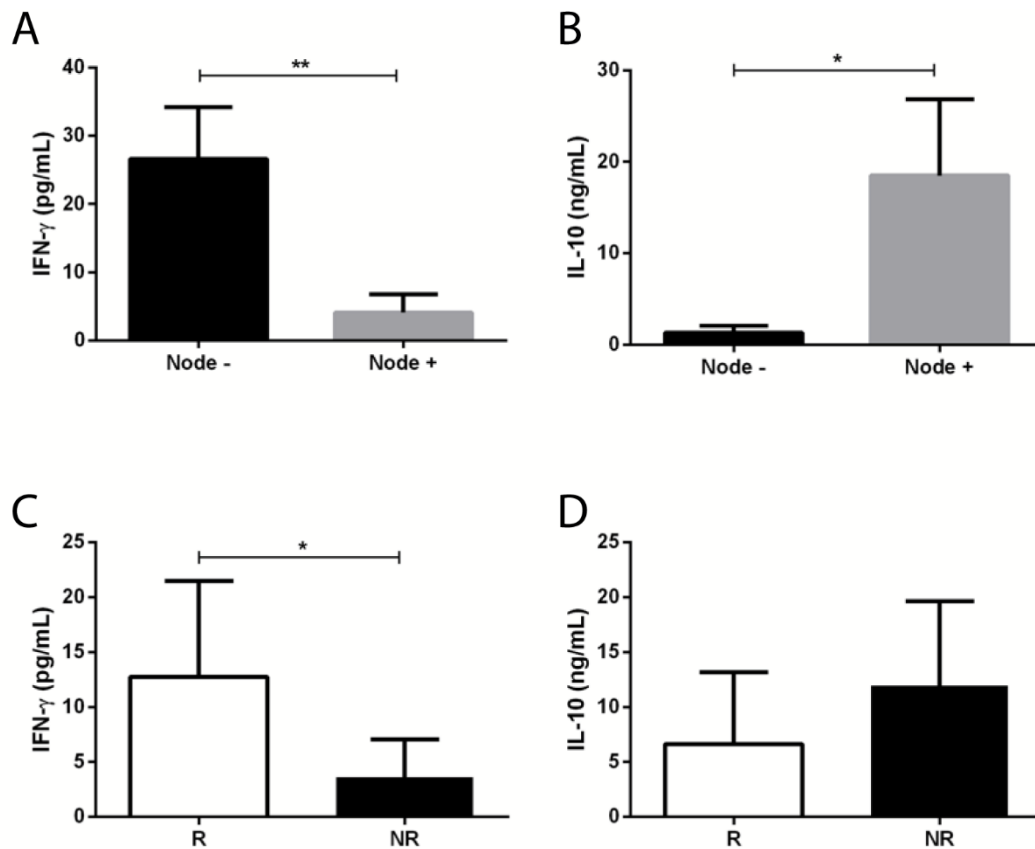 A
IFN-γ (pg/mL)
40
30
20
10
0
**
Node -
Node +
B
IL-10 (ng/mL)
30
20
10
0
*
Node -
Node +
C
IFN-γ (pg/mL)
25
20
15
10
5
0
*
R
NR
D
IL-10 (ng/mL)
25
20
15
10
5
0
R
NR